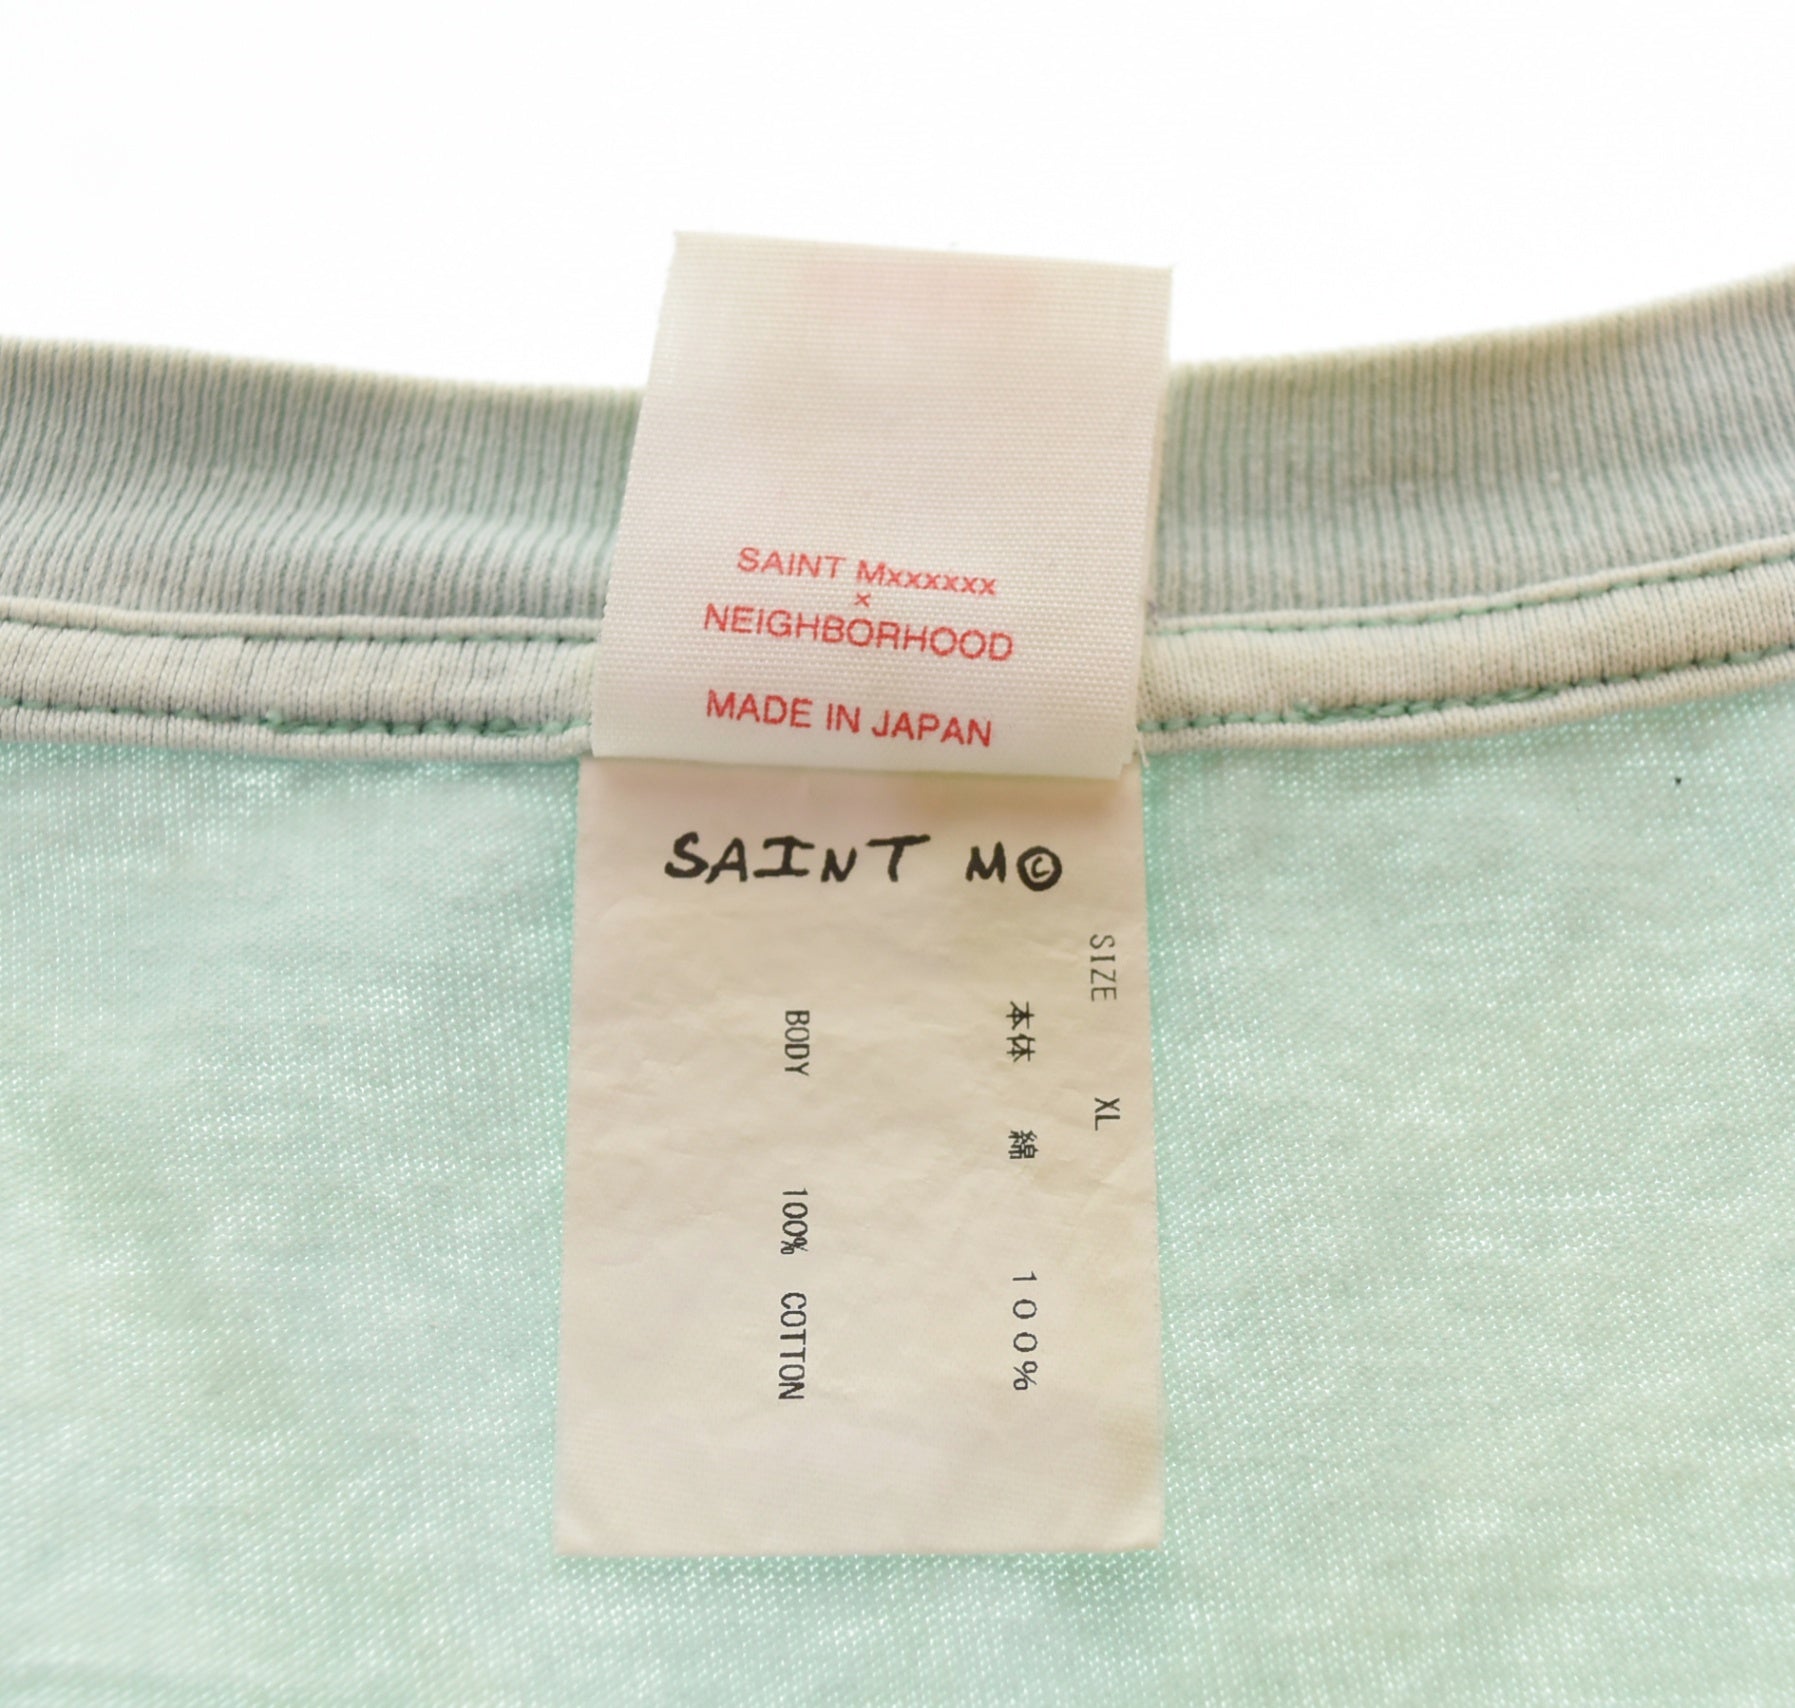 SAINT Mxxxxxx
×
NEIGHBORHOOD
MADE IN JAPAN
SAINT M©
SIZE XL
本体 綿 100%
BODY 100% COTTON